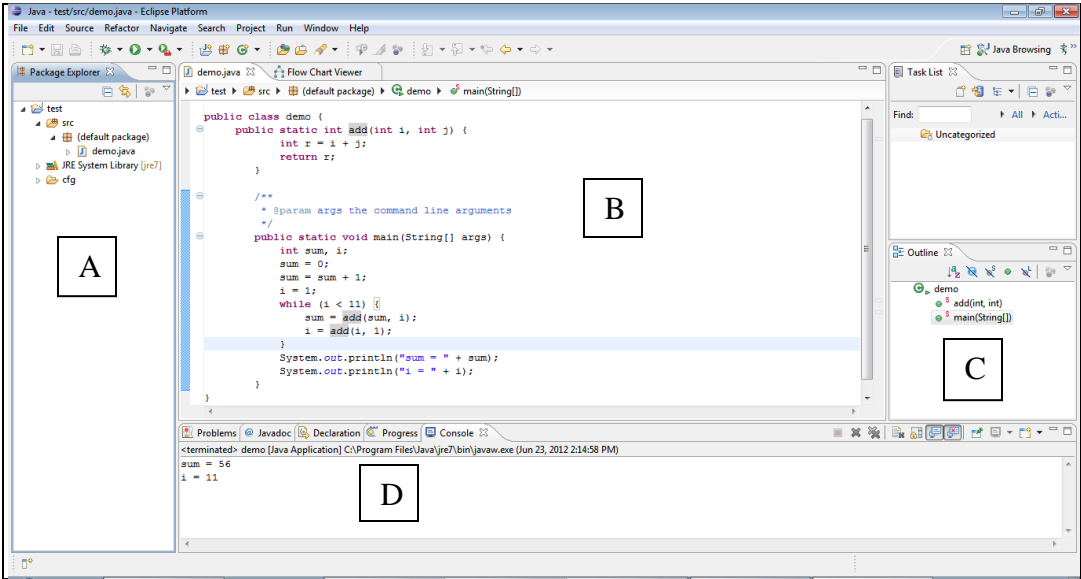 Java - test/src/demo.java - Eclipse Platform
File Edit Source Refactor Navigate Search Project Run Window Help
Java Browsing
Package Explorer
test
src
(default package)
demo.java
JRE System Library [jre7]
cfg
A
demo.java Flow Chart Viewer
test src (default package) demo main(String[])
public class demo {
public static int add(int i, int j) {
int r = i + j;
return r;
}
/**
* @param args the command line arguments
*/
public static void main(String[] args) {
int sum, i;
sum = 0;
sum = sum + 1;
i = 1;
while (i < 11) {
sum = add(sum, i);
i = add(i, 1);
}
System.out.println("sum = " + sum);
System.out.println("i = " + i);
}
}
B
Task List
Find: All Acti...
Uncategorized
Outline
demo
add(int, int)
main(String[])
C
Problems @ Javadoc Declaration Progress Console
<terminated> demo [Java Application] C:\Program Files\Java\jre7\bin\javaw.exe (Jun 23, 2012 2:14:58 PM)
sum = 56
i = 11
D